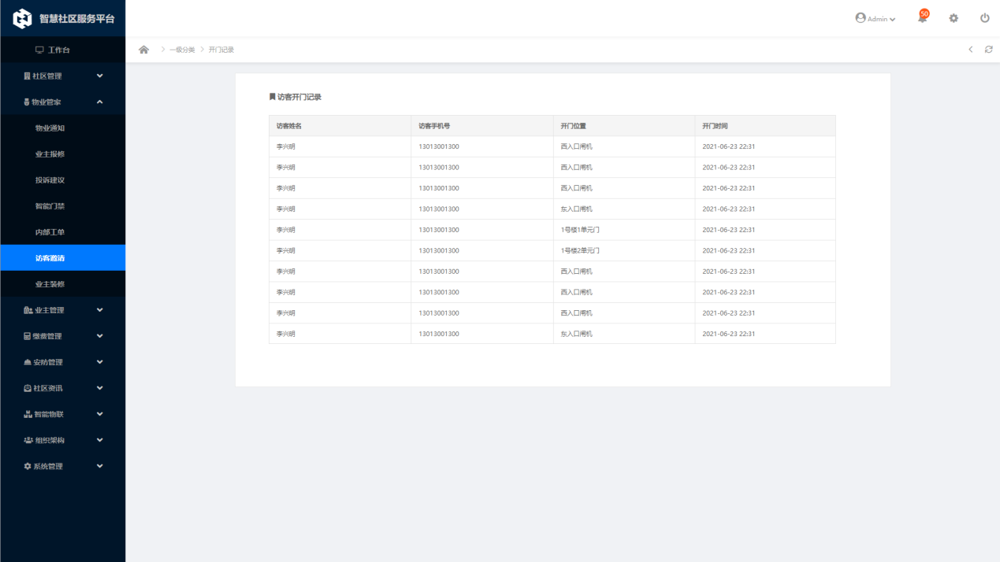 智慧社区服务平台
Admin
50
工作台
一级分类
开门记录
社区管理
物业管家
物业通知
业主报修
投诉建议
智能门禁
内部工单
访客邀请
业主装修
业主管理
缴费管理
安防管理
社区资讯
智能物联
组织架构
系统管理
访客开门记录
访客姓名 访客手机号 开门位置 开门时间
李兴明 13013001300 西入口闸机 2021-06-23 22:31
李兴明 13013001300 西入口闸机 2021-06-23 22:31
李兴明 13013001300 西入口闸机 2021-06-23 22:31
李兴明 13013001300 东入口闸机 2021-06-23 22:31
李兴明 13013001300 1号楼1单元门 2021-06-23 22:31
李兴明 13013001300 1号楼2单元门 2021-06-23 22:31
李兴明 13013001300 西入口闸机 2021-06-23 22:31
李兴明 13013001300 西入口闸机 2021-06-23 22:31
李兴明 13013001300 西入口闸机 2021-06-23 22:31
李兴明 13013001300 东入口闸机 2021-06-23 22:31